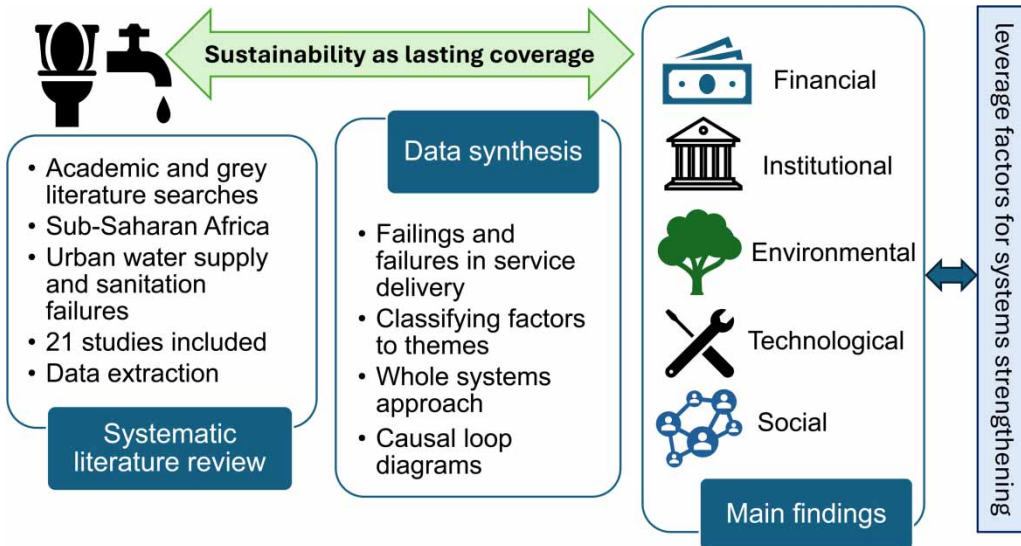 Sustainability as lasting coverage
• Academic and grey
literature searches
• Sub-Saharan Africa
• Urban water supply
and sanitation
failures
• 21 studies included
• Data extraction
Systematic
literature review
Data synthesis
• Failings and
failures in service
delivery
• Classifying factors
to themes
• Whole systems
approach
• Causal loop
diagrams
Financial
Institutional
Environmental
Technological
Social
Main findings
leverage factors for systems strengthening